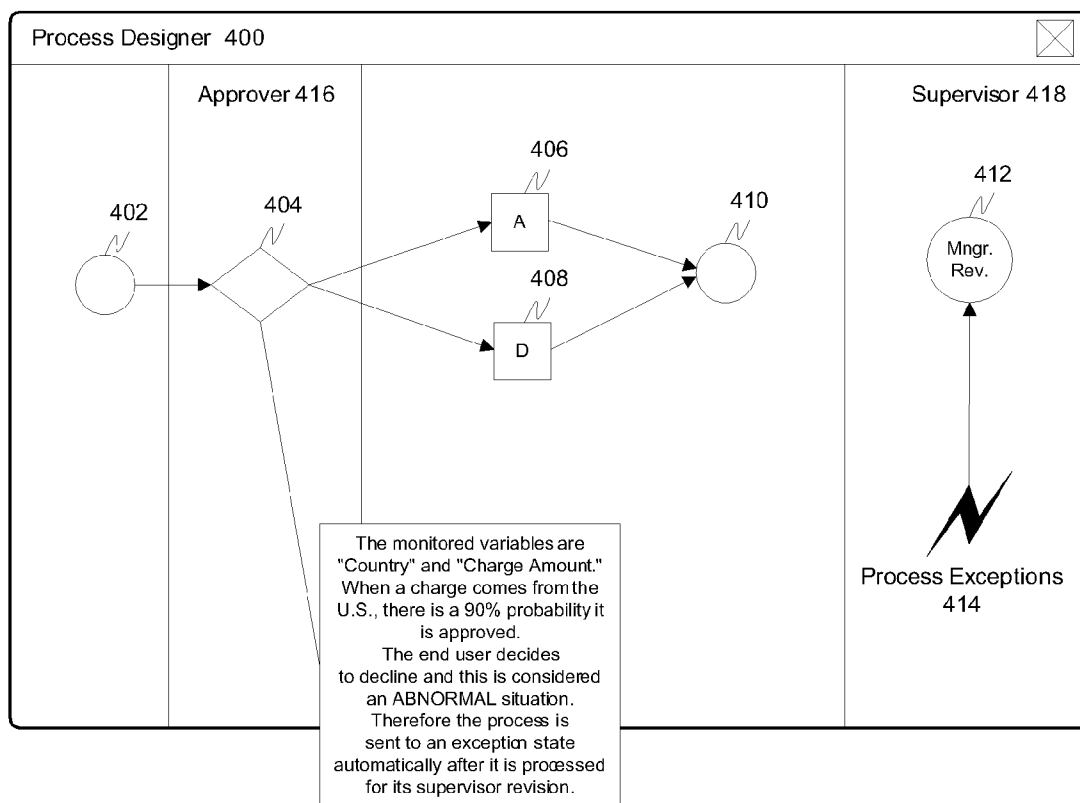 Process Designer 400
Approver 416
Supervisor 418
406
412
402
404
410
A
Mngr.
Rev.
408
D
The monitored variables are
"Country" and "Charge Amount."
When a charge comes from the
U.S., there is a 90% probability it
is approved.
The end user decides
to decline and this is considered
an ABNORMAL situation.
Therefore the process is
sent to an exception state
automatically after it is processed
for its supervisor revision.
Process Exceptions
414